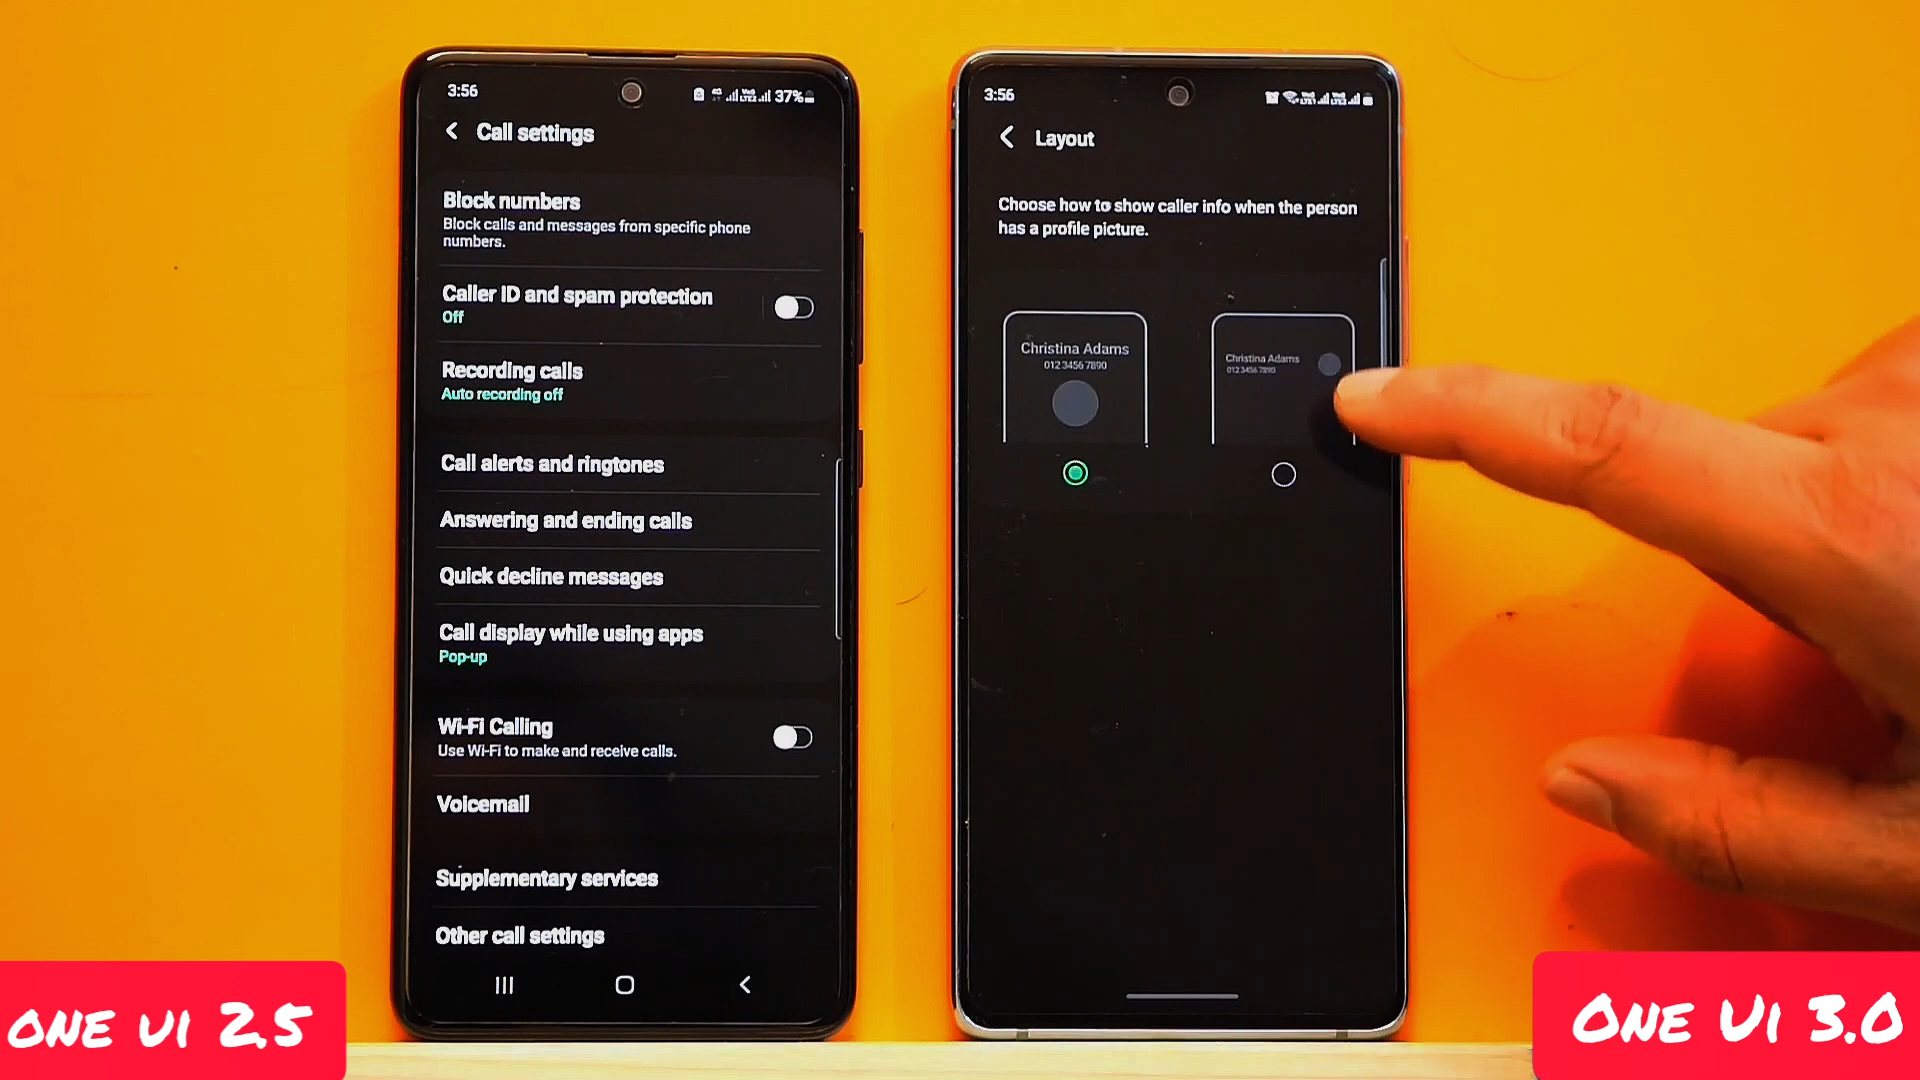 3:56
37%
Call settings
Block numbers
Block calls and messages from specific phone
numbers.
Caller ID and spam protection
Off
Recording calls
Auto recording off
Call alerts and ringtones
Answering and ending calls
Quick decline messages
Call display while using apps
Pop-up
Wi-Fi Calling
Use Wi-Fi to make and receive calls.
Voicemail
Supplementary services
Other call settings
3:56
Layout
Choose how to show caller info when the person
has a profile picture.
Christina Adams
012 3456 7890
Christina Adams
012 3456 7890
ONE UI 2.5
ONE UI 3.0